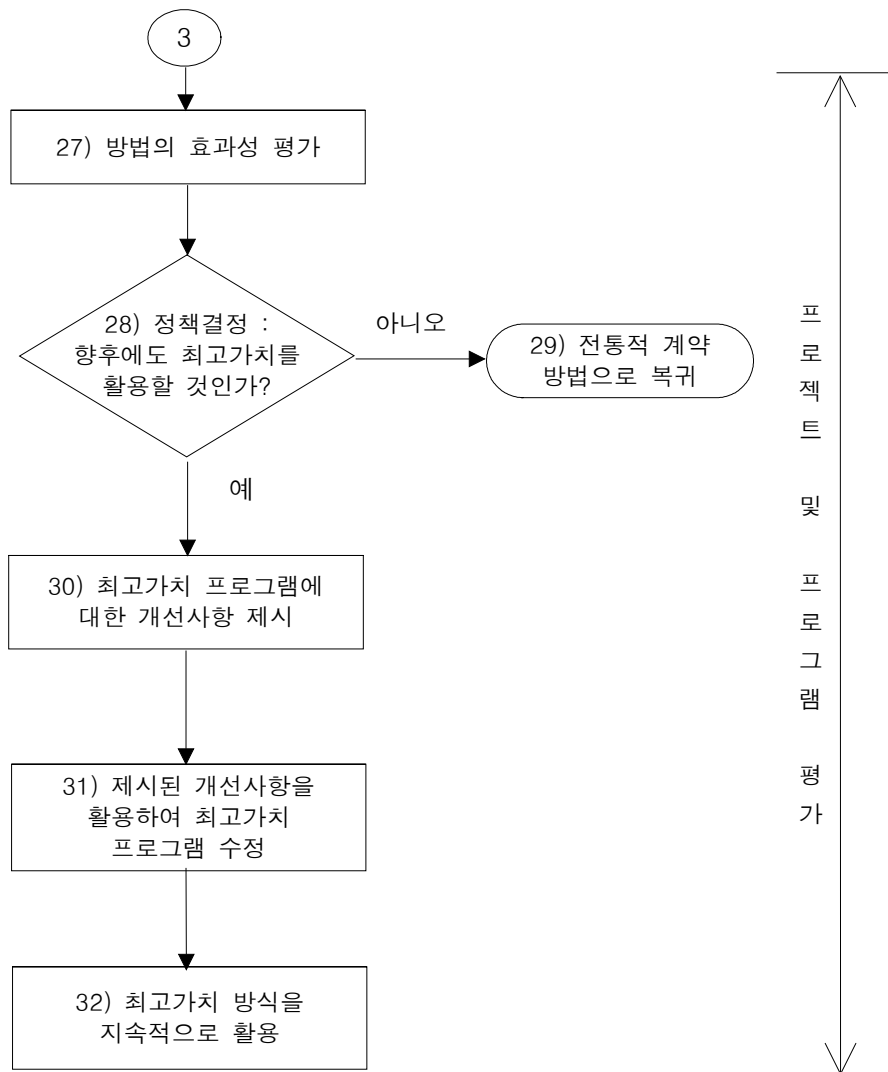 3
27) 방법의 효과성 평가
28) 정책결정 :
향후에도 최고가치를
활용할 것인가?
아니오
29) 전통적 계약
방법으로 복귀
예
30) 최고가치 프로그램에
대한 개선사항 제시
31) 제시된 개선사항을
활용하여 최고가치
프로그램 수정
32) 최고가치 방식을
지속적으로 활용
프로젝트 및 프로그램 평가